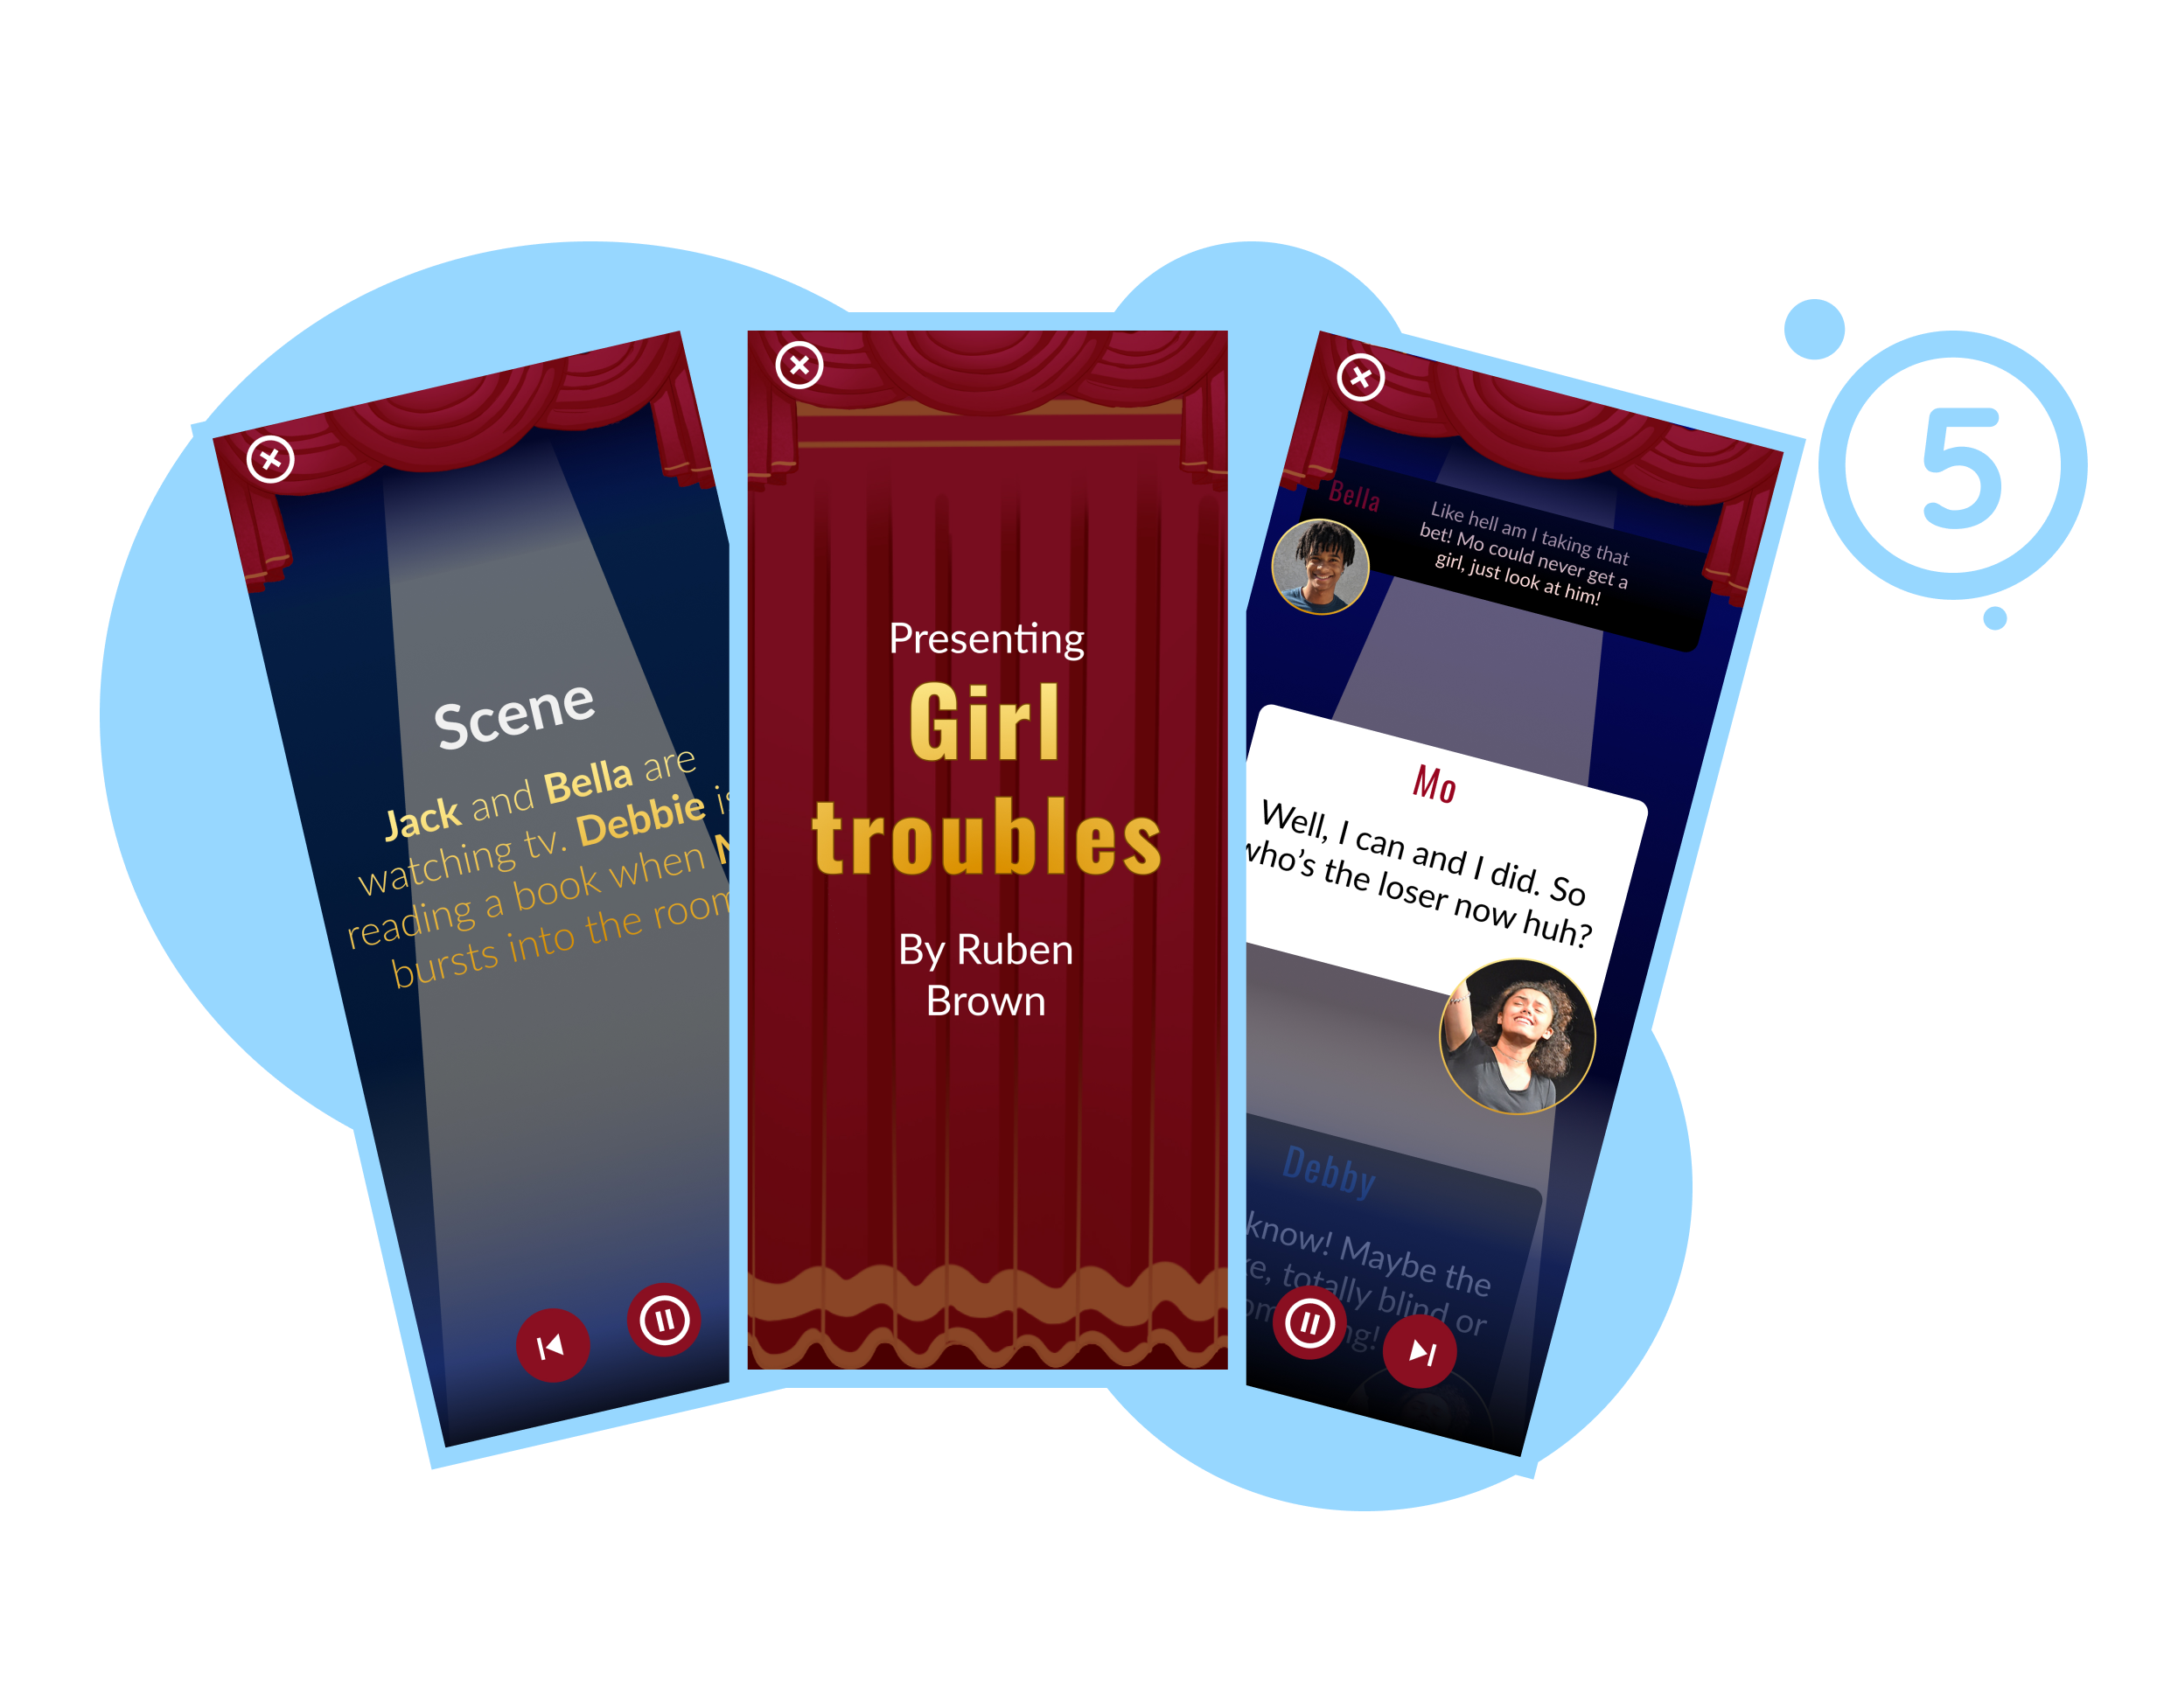 Scene
Jack and Bella are
watching tv. Debbie is
reading a book when
bursts into the room
Presenting
Girl
troubles
By Ruben
Brown
Bella
Like hell am I taking that
bet! Mo could never get a
girl, just look at him!
Mo
Well, I can and I did. So
who's the loser now huh?
Debby
know! Maybe the
totally blind or
5